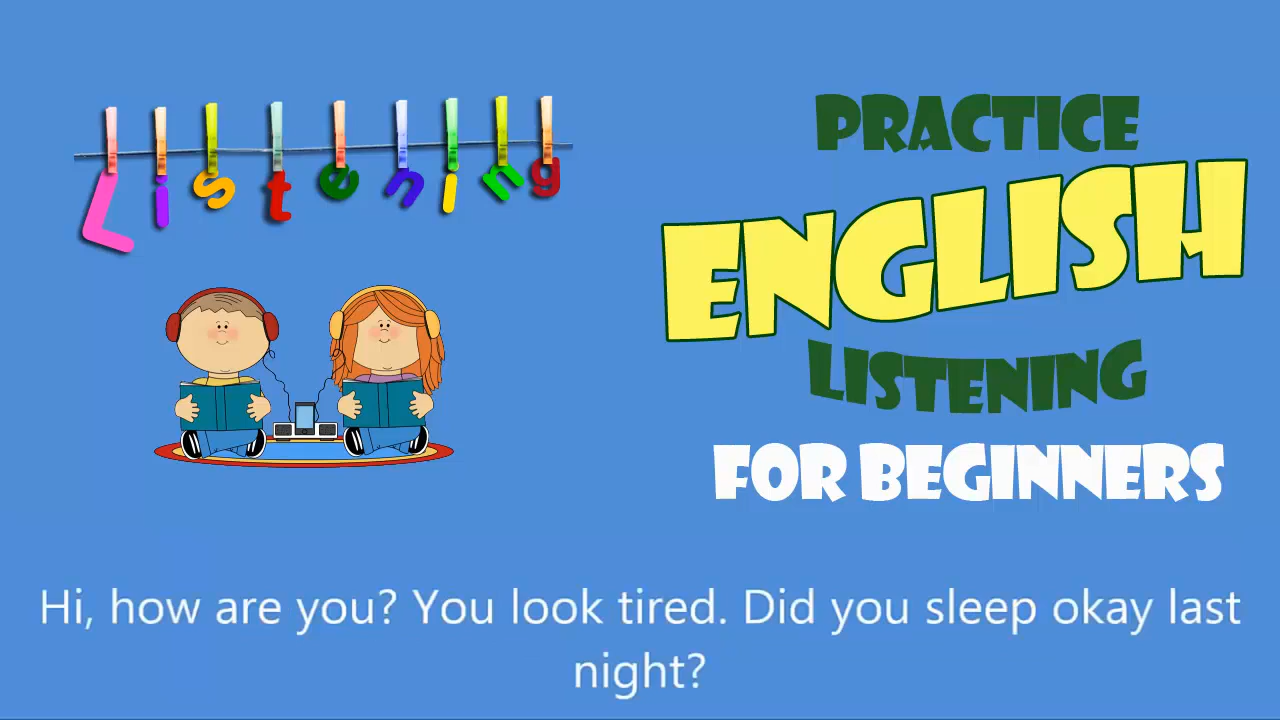 Listening
PRACTICE
ENGLISH
LISTENING
FOR BEGINNERS
Hi, how are you? You look tired. Did you sleep okay last
night?